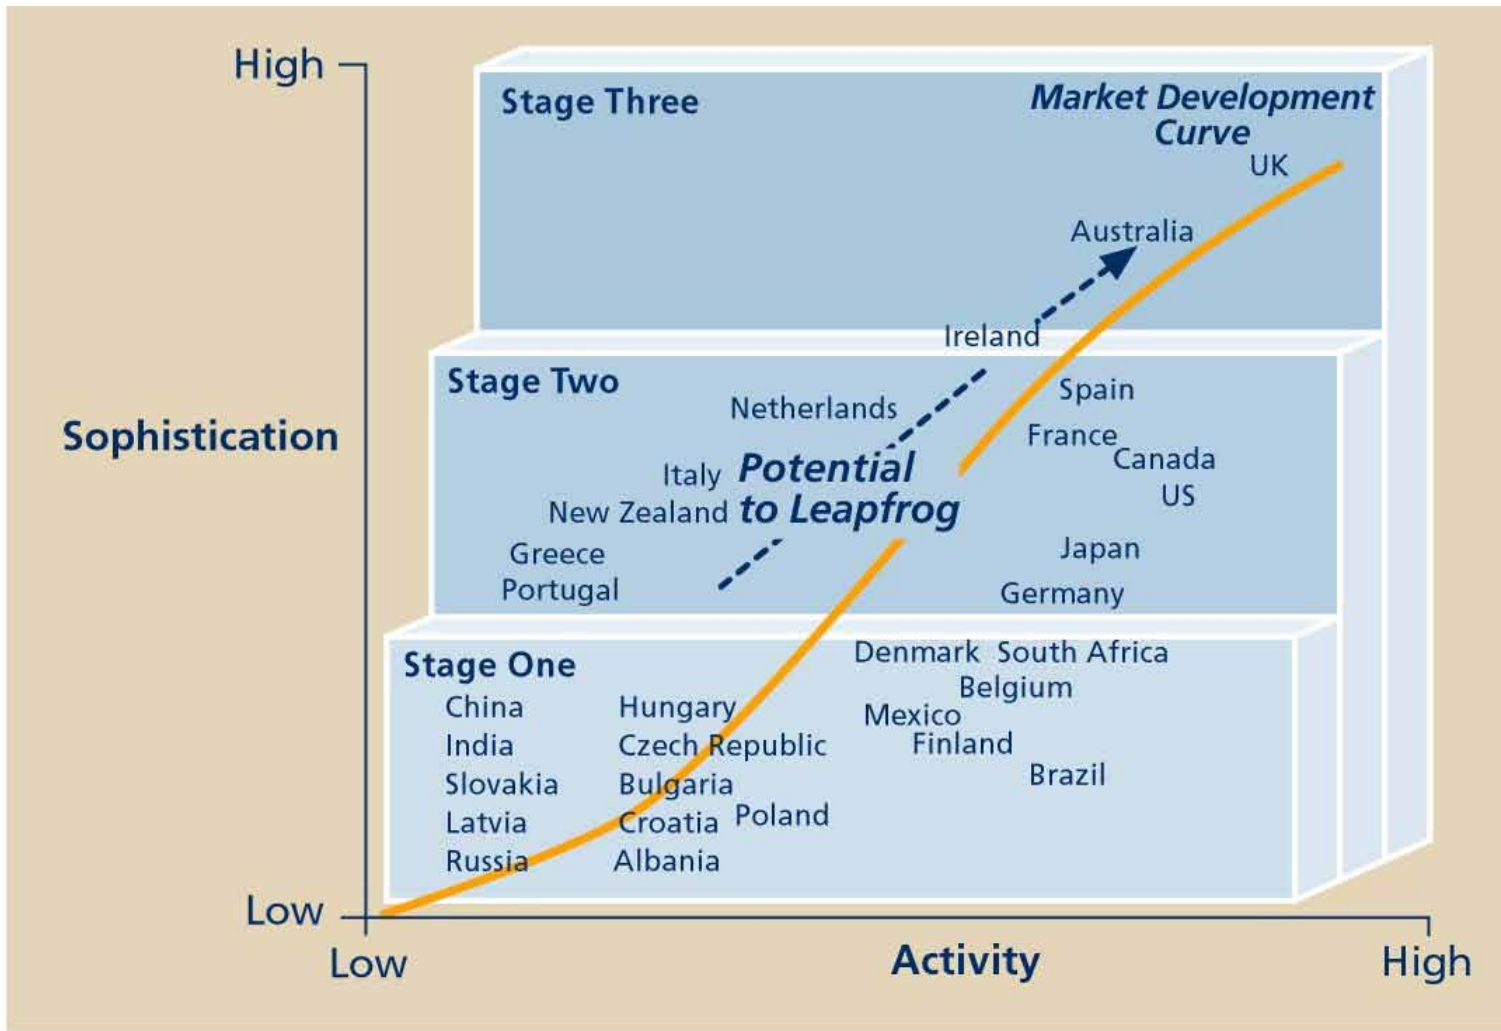 High
Stage Three
Market Development
Curve
UK
Australia
Ireland
Stage Two
Spain
Netherlands
France
Sophistication
Canada
Italy
Potential
US
New Zealand
to Leapfrog
Greece
Japan
Portugal
Germany
Stage One
Denmark South Africa
Belgium
China
Hungary
Mexico
India
Czech Republic
Finland
Brazil
Slovakia
Bulgaria
Poland
Latvia
Croatia
Russia
Albania
Low
Low
Activity
High